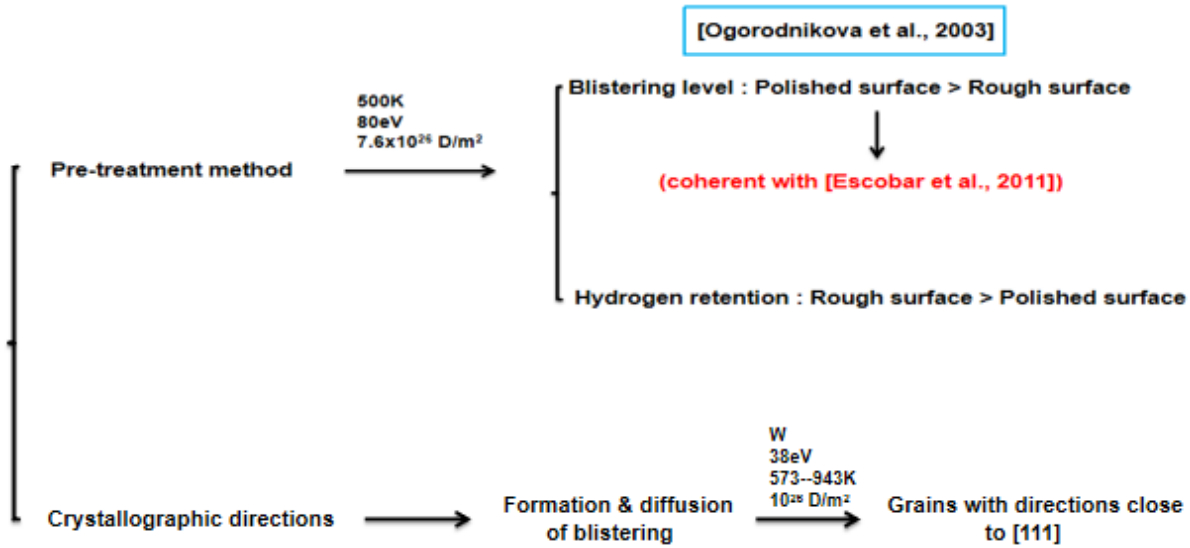 [Ogorodnikova et al., 2003]
500K
80eV
7.6x10²⁶ D/m²
Blistering level : Polished surface > Rough surface
Pre-treatment method
(coherent with [Escobar et al., 2011])
Hydrogen retention : Rough surface > Polished surface
W
38eV
573--943K
10²⁶ D/m²
Crystallographic directions
Formation & diffusion
of blistering
Grains with directions close
to [111]